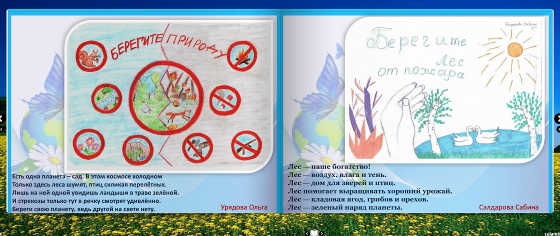 БЕРЕГИТЕ ПРИРОДУ
Есть одна планета – сад. В этом космосе холодном
Только здесь леса шумят, птиц скликая перелётных.
Лишь на ней одной увидишь ландыши в траве зелёной.
И стрекозы только тут в речку смотрят удивлённо.
Береги свою планету, ведь другой на свете нету.
Урядова Ольга
Салдарова Сабина
Берегите
Лес
от пожара
Лес — наше богатство!
Лес — воздух, влага и тень.
Лес — дом для зверей и птиц.
Лес помогает выращивать хороший урожай.
Лес — кладовая ягод, грибов и орехов.
Лес — зеленый наряд планеты.
Салдарова Сабина